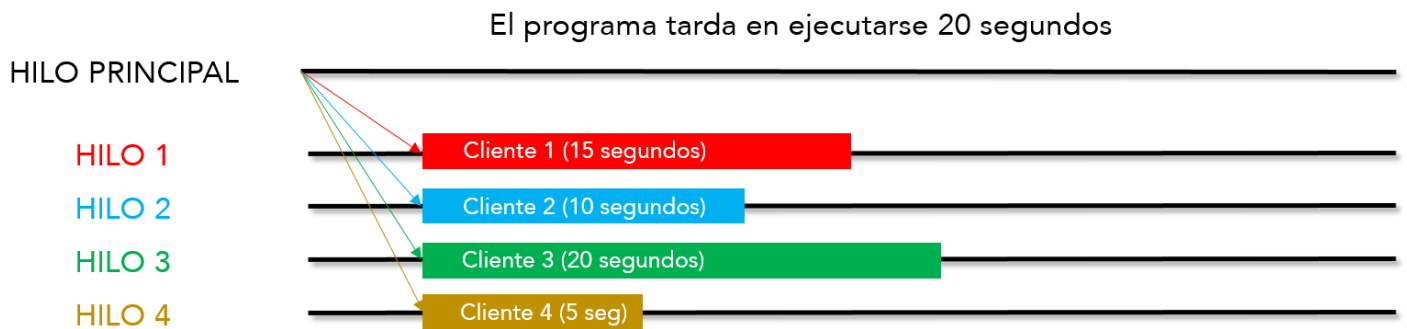 El programa tarda en ejecutarse 20 segundos
HILO PRINCIPAL
HILO 1
Cliente 1 (15 segundos)
HILO 2
Cliente 2 (10 segundos)
HILO 3
Cliente 3 (20 segundos)
HILO 4
Cliente 4 (5 seg)